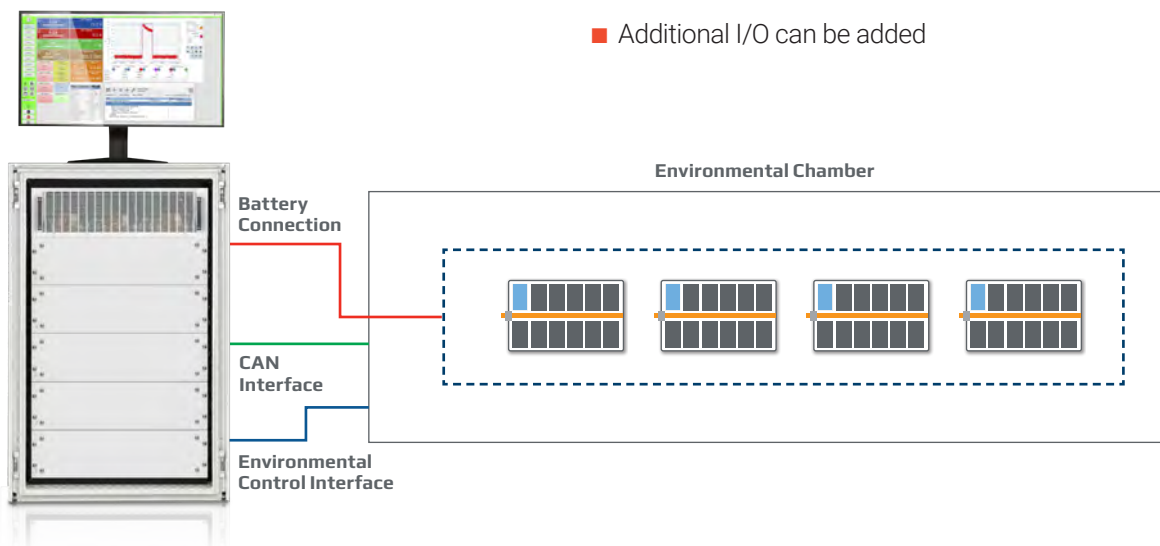 Additional I/O can be added
Environmental Chamber
Battery
Connection
CAN
Interface
Environmental
Control Interface